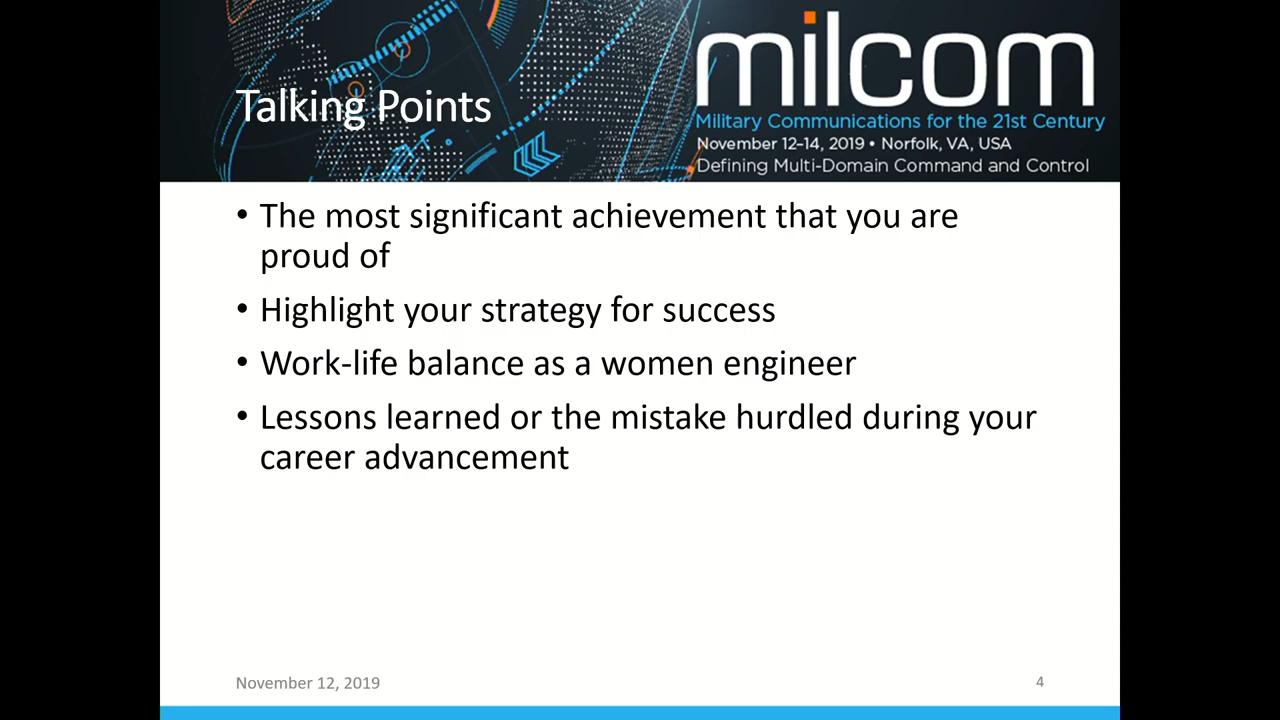 milcom
Talking Points
Military Communications for the 21st Century
November 12-14, 2019 • Norfolk, VA, USA
Defining Multi-Domain Command and Control
• The most significant achievement that you are
proud of
• Highlight your strategy for success
• Work-life balance as a women engineer
• Lessons learned or the mistake hurdled during your
career advancement
November 12, 2019
4